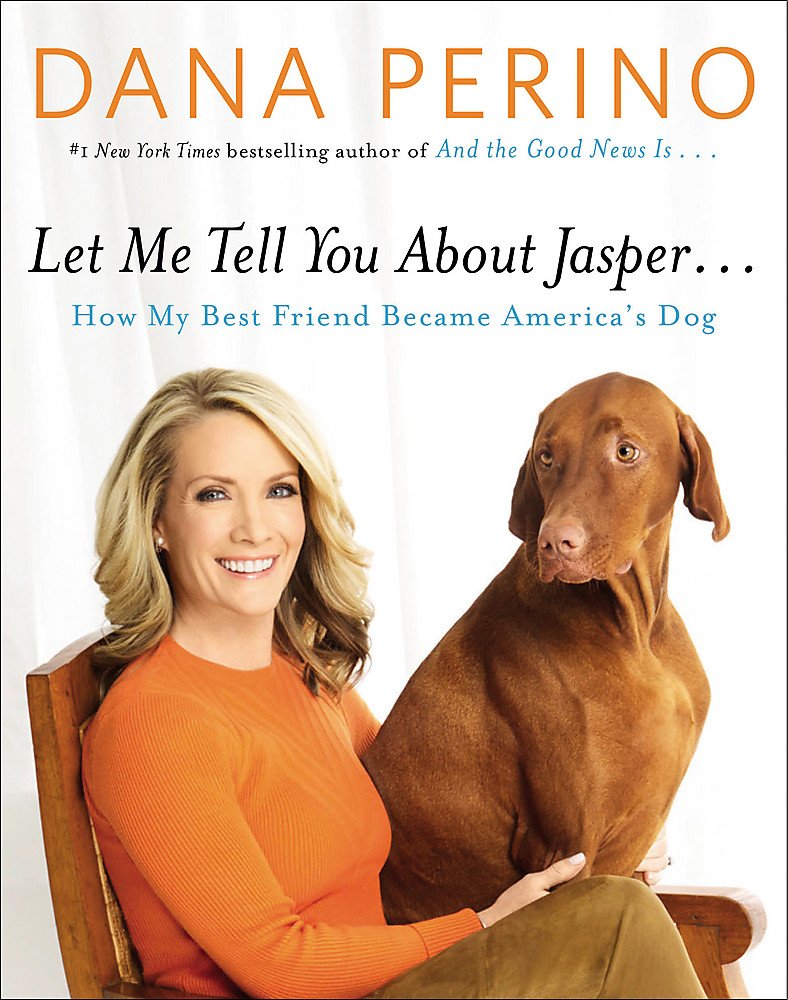 DANA PERINO
#1 New York Times bestselling author of And the Good News Is . . .
Let Me Tell You About Jasper . . .
How My Best Friend Became America's Dog